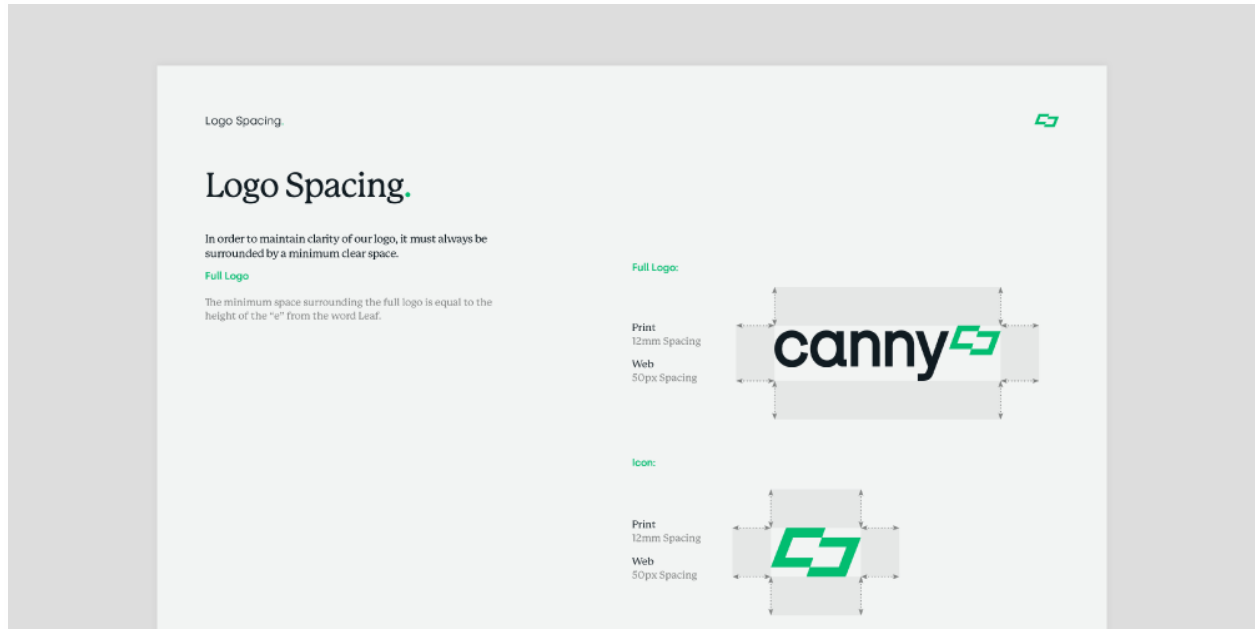 Logo Spacing.
Logo Spacing.
In order to maintain clarity of our logo, it must always be
surrounded by a minimum clear space.
Full Logo
The minimum space surrounding the full logo is equal to the
height of the “e” from the word Leaf.
Full Logo:
Print
12mm Spacing
Web
50px Spacing
canny
Icon:
Print
12mm Spacing
Web
50px Spacing